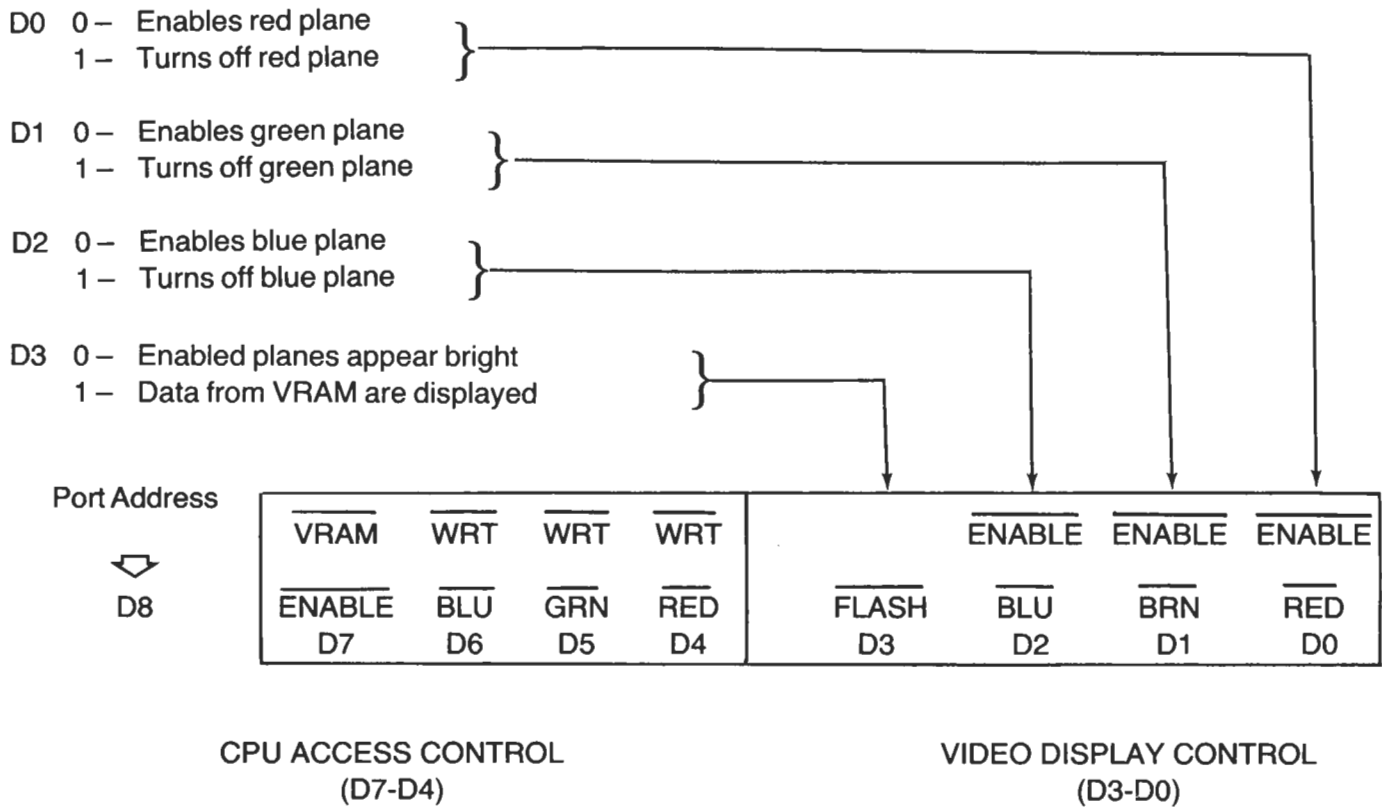 D0 0 – Enables red plane
1 – Turns off red plane
D1 0 – Enables green plane
1 – Turns off green plane
D2 0 – Enables blue plane
1 – Turns off blue plane
D3 0 – Enabled planes appear bright
1 – Data from VRAM are displayed
Port Address
D8
VRAM WRT WRT WRT ENABLE ENABLE ENABLE
ENABLE BLU GRN RED FLASH BLU BRN RED
D7 D6 D5 D4 D3 D2 D1 D0
CPU ACCESS CONTROL
(D7-D4)
VIDEO DISPLAY CONTROL
(D3-D0)